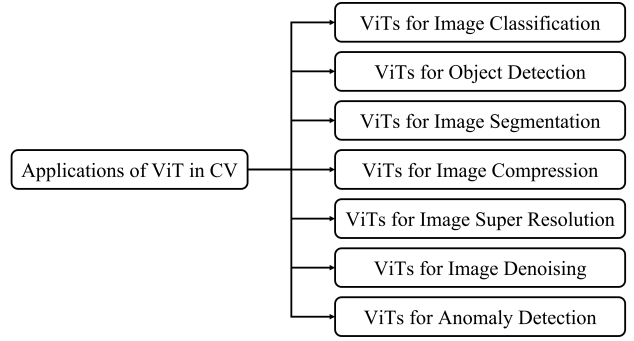 Applications of ViT in CV
ViTs for Image Classification
ViTs for Object Detection
ViTs for Image Segmentation
ViTs for Image Compression
ViTs for Image Super Resolution
ViTs for Image Denoising
ViTs for Anomaly Detection